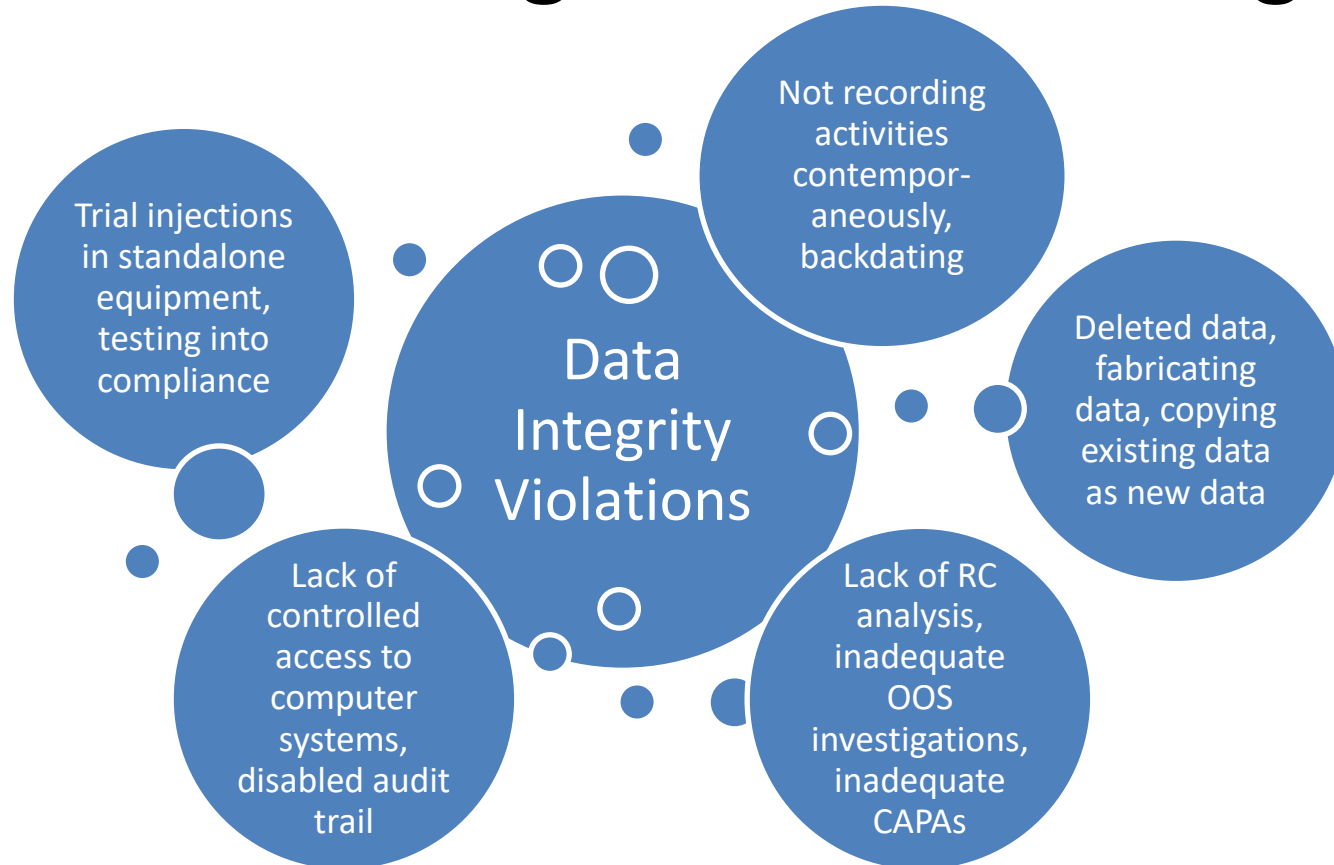 Not recording
activities
contempor-
aneously,
backdating
Trial injections
in standalone
equipment,
testing into
compliance
Data
Integrity
Violations
Deleted data,
fabricating
data, copying
existing data
as new data
Lack of
controlled
access to
computer
systems,
disabled audit
trail
Lack of RC
analysis,
inadequate
OOS
investigations,
inadequate
CAPAs